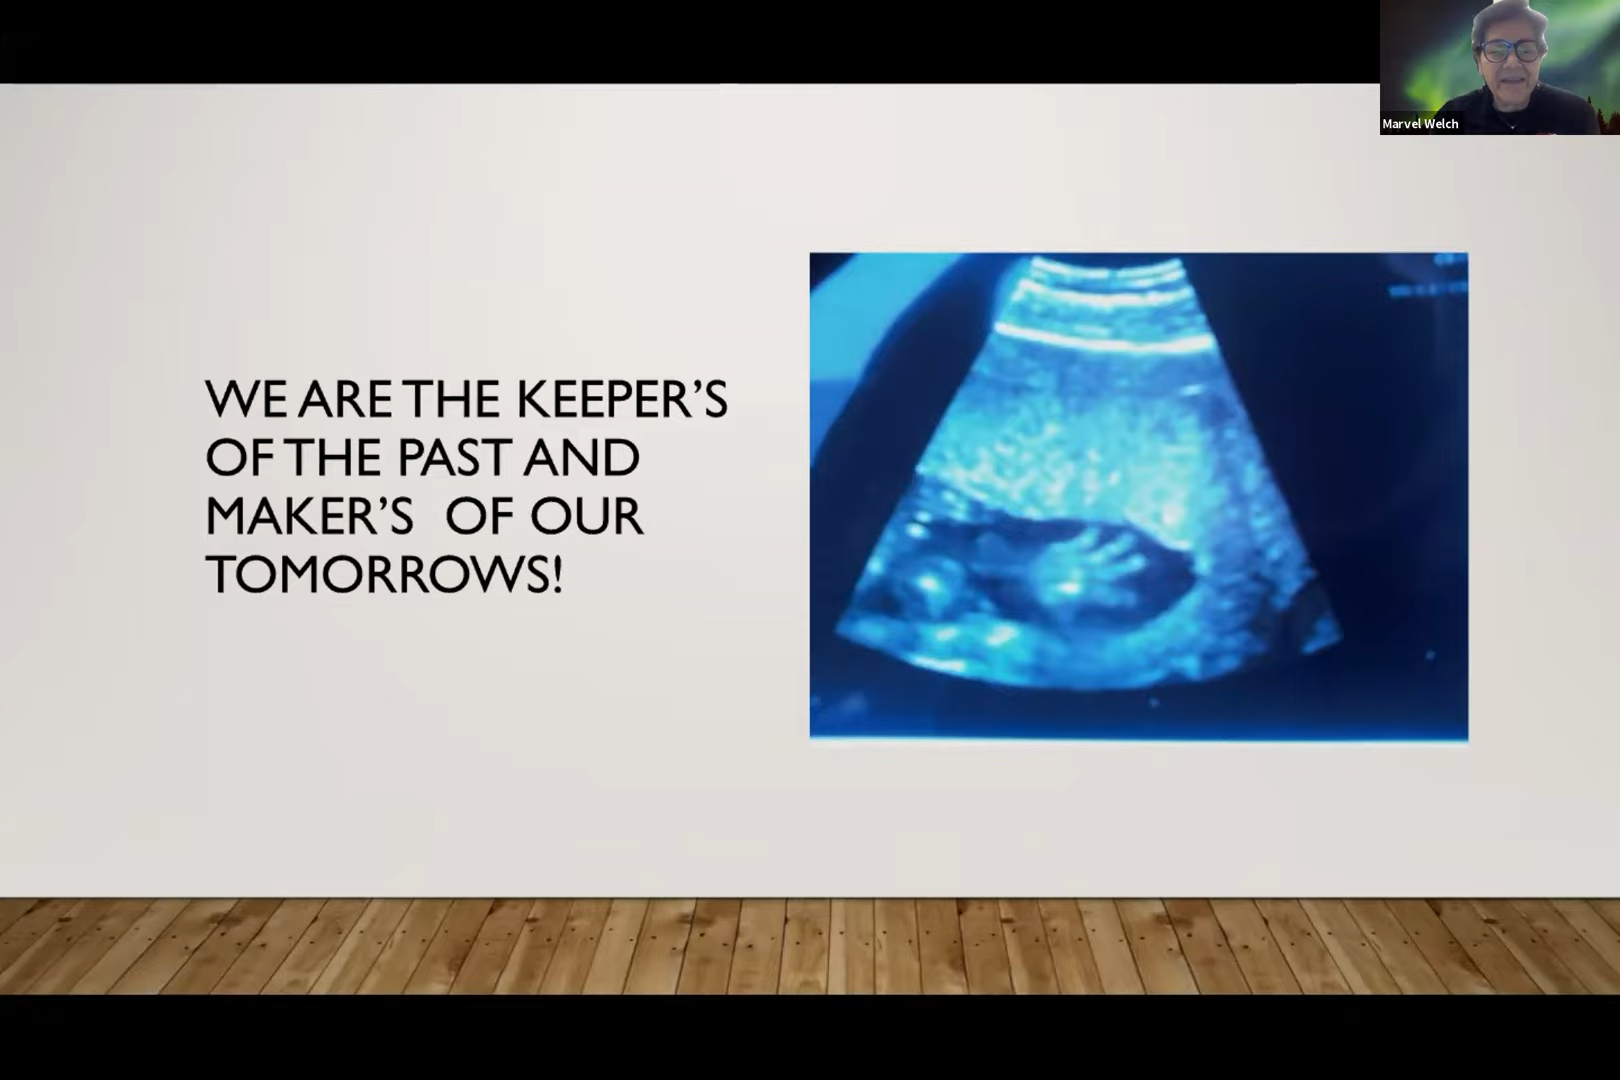 Marvel Welch
WE ARE THE KEEPER’S
OF THE PAST AND
MAKER’S  OF OUR
TOMORROWS!